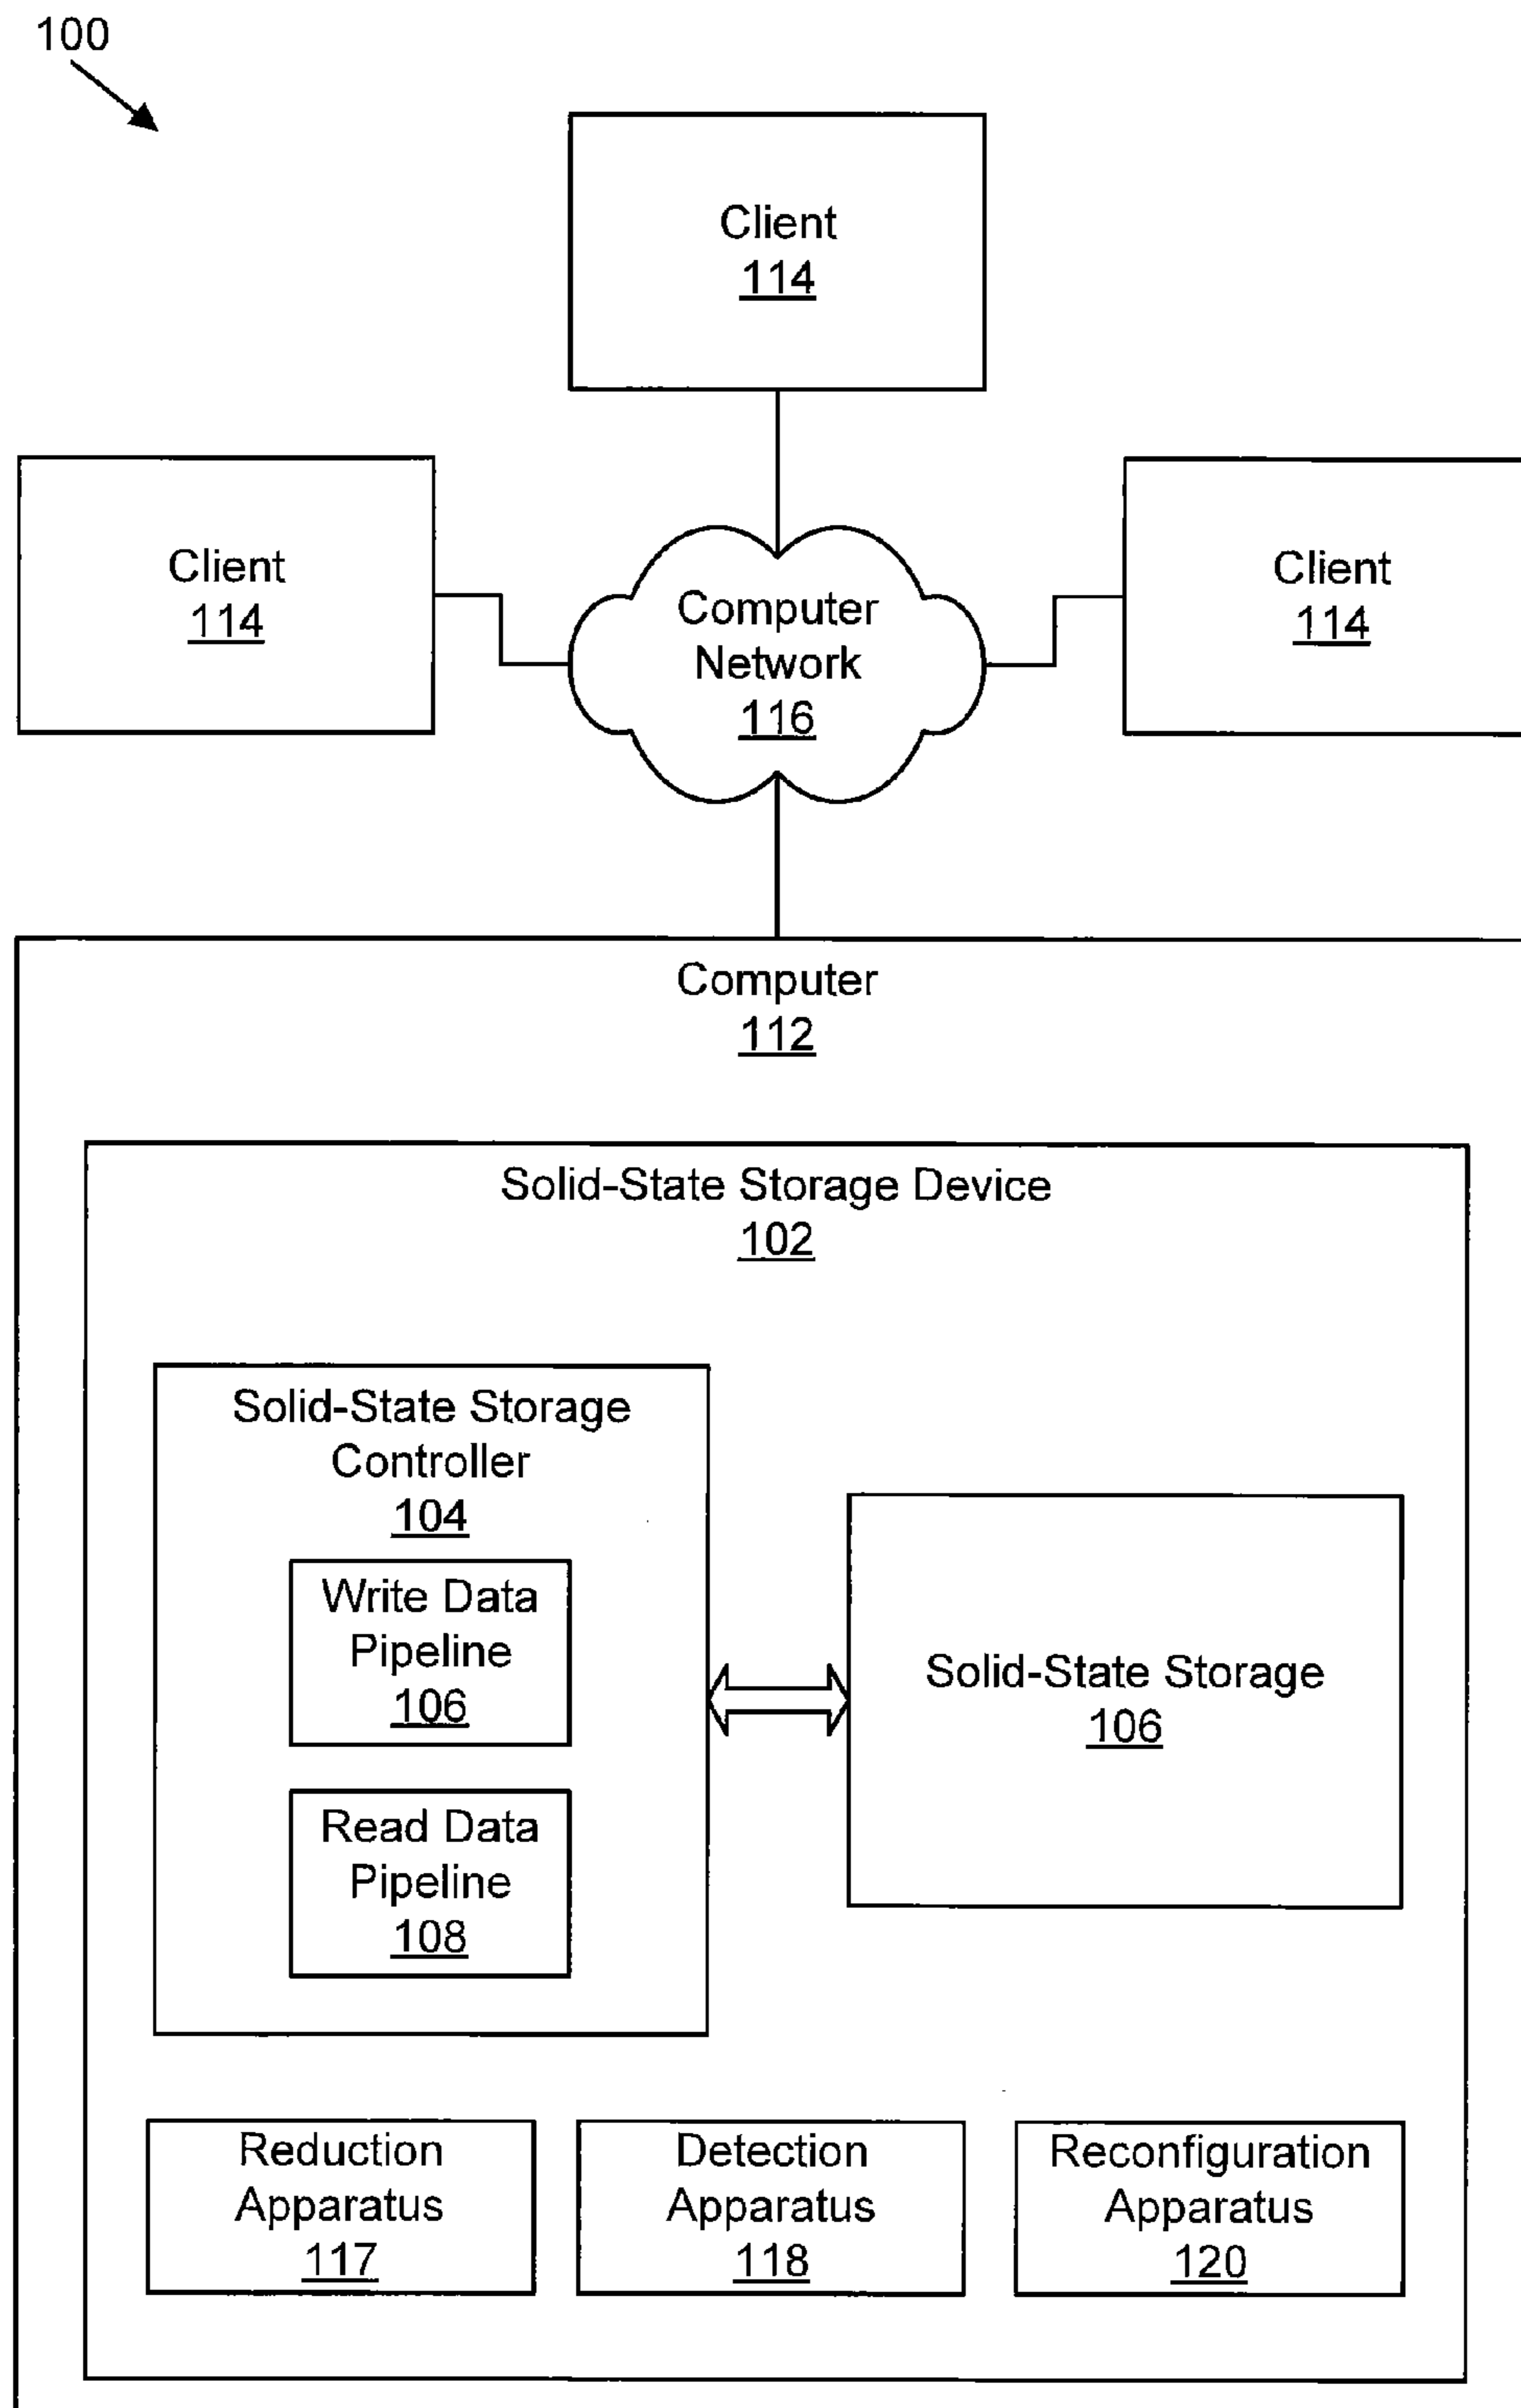 100
Client
114
Client
114
Computer
Network
116
Client
114
Computer
112
Solid-State Storage Device
102
Solid-State Storage
Controller
104
Write Data
Pipeline
106
Read Data
Pipeline
108
Solid-State Storage
106
Reduction
Apparatus
117
Detection
Apparatus
118
Reconfiguration
Apparatus
120